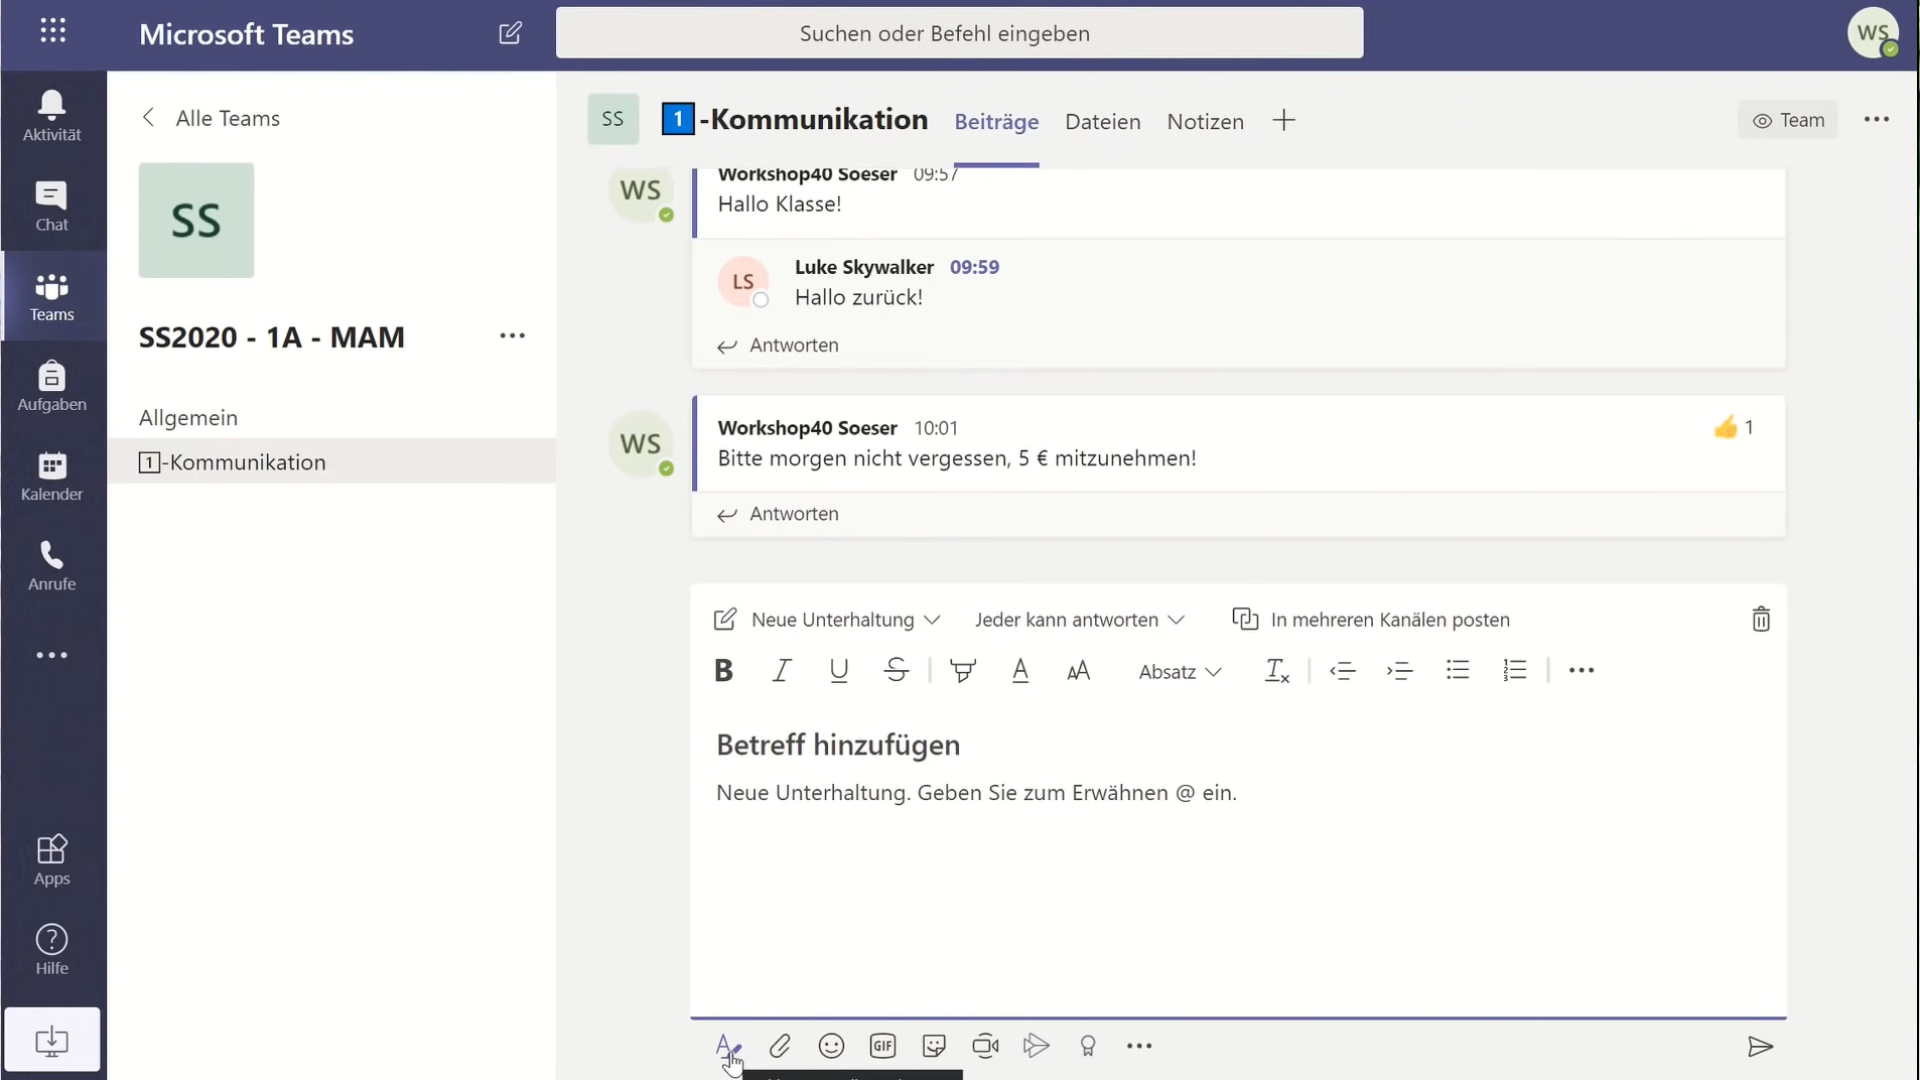 Microsoft Teams
Suchen oder Befehl eingeben
WS
Aktivität
Chat
Teams
Aufgaben
Kalender
Anrufe
Apps
Hilfe
Alle Teams
SS
SS2020 - 1A - MAM
Allgemein
1-Kommunikation
SS
1-Kommunikation
Beiträge
Dateien
Notizen
Team
WS
Workshop40 Soeser 09:57
Hallo Klasse!
LS
Luke Skywalker 09:59
Hallo zurück!
Antworten
WS
Workshop40 Soeser 10:01
1
Bitte morgen nicht vergessen, 5 € mitzunehmen!
Antworten
Neue Unterhaltung
Jeder kann antworten
In mehreren Kanälen posten
B I U S A AA Absatz
Betreff hinzufügen
Neue Unterhaltung. Geben Sie zum Erwähnen @ ein.
GIF